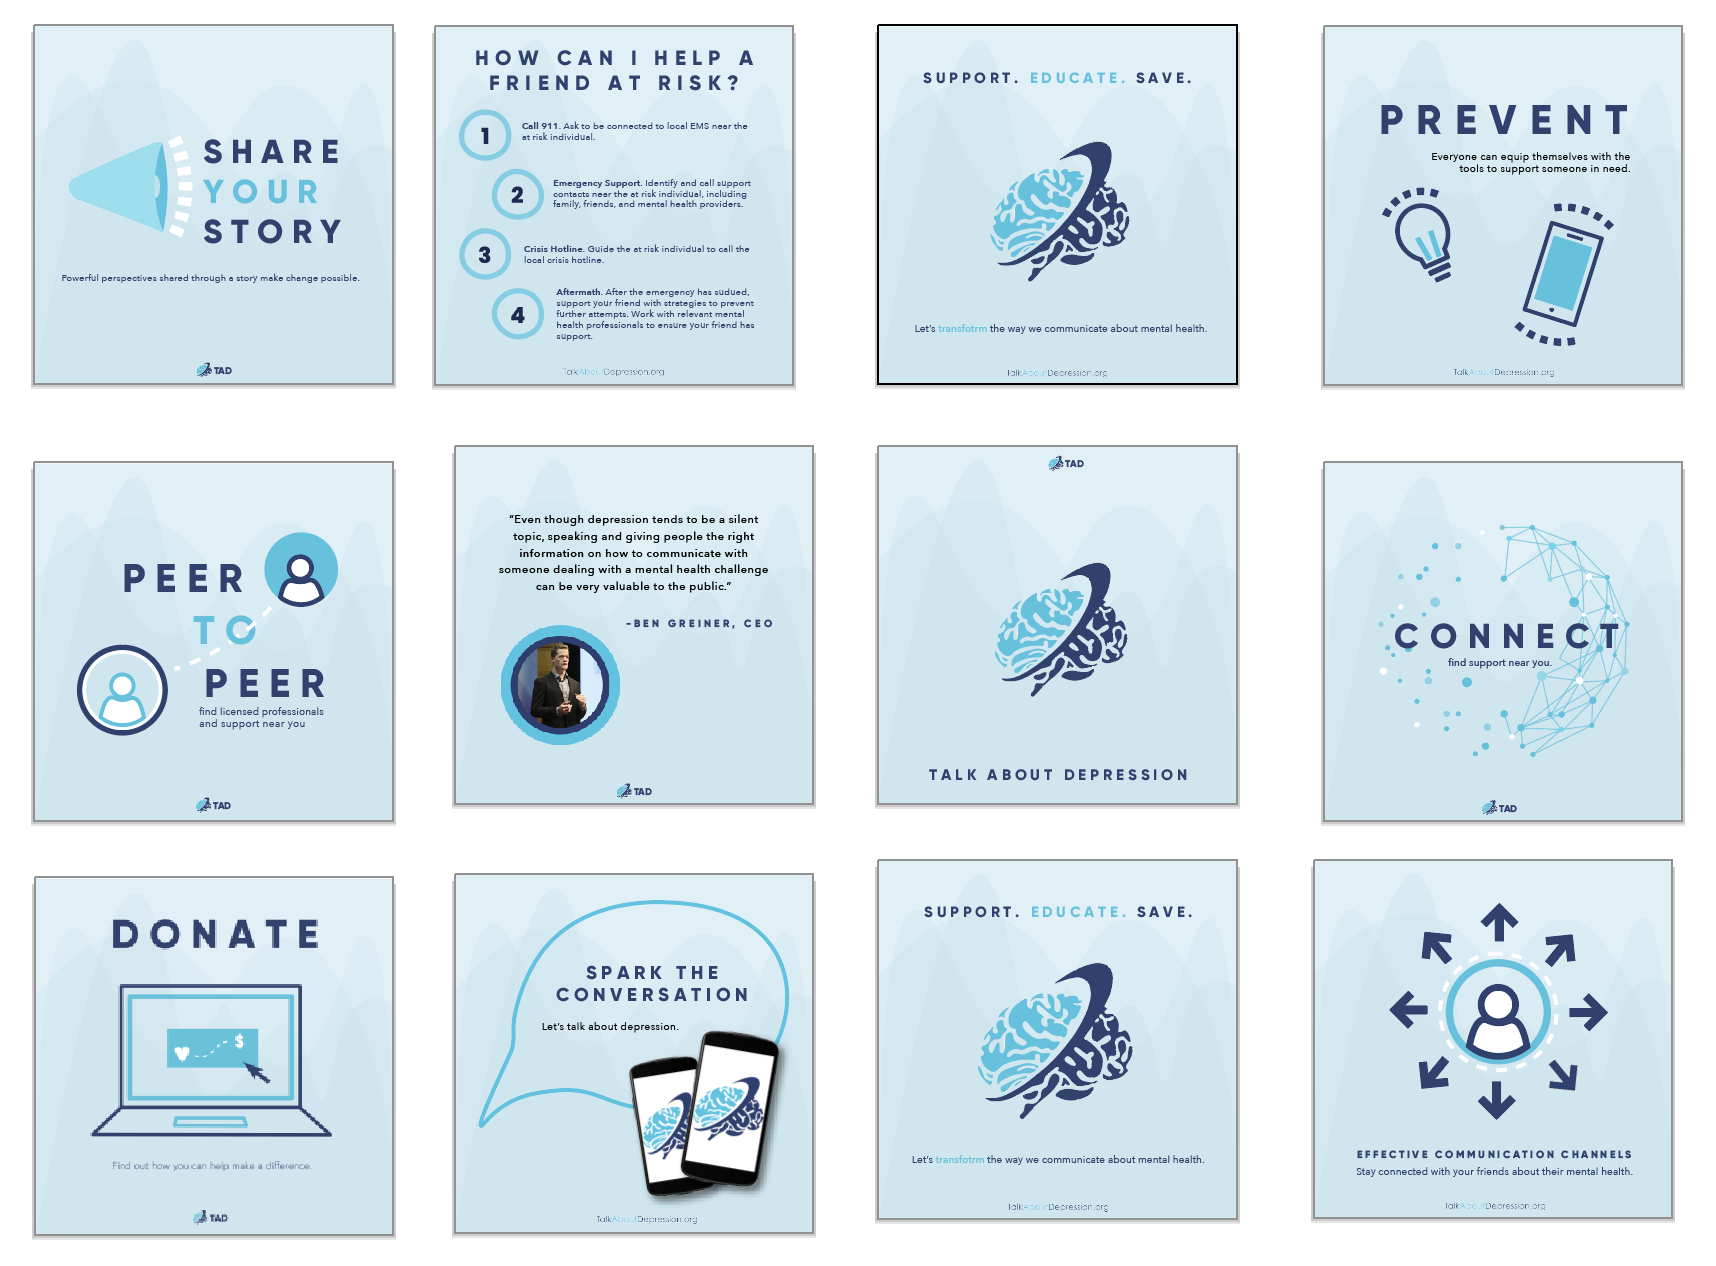 SHARE
YOUR
STORY
Powerful perspectives shared through a story make change possible.
TAD
HOW CAN I HELP A
FRIEND AT RISK?
1
Call 911. Ask to be connected to local EMS near the
at risk individual.
2
Emergency Support. Identify and call support
contacts near the at risk individual, including
family, friends, and mental health providers.
3
Crisis Hotline. Guide the at risk individual to call the
local crisis hotline.
4
Aftermath. After the emergency has sudued,
support your friend with strategies to prevent
further attempts. Work with relevant mental
health professionals to ensure your friend has
support.
TalkAboutDepression.org
SUPPORT. EDUCATE. SAVE.
Let's transfotrm the way we communicate about mental health.
TalkAboutDepression.org
PREVENT
Everyone can equip themselves with the
tools to support someone in need.
TalkAboutDepression.org
PEER
TO
PEER
find licensed professionals
and support near you
TAD
“Even though depression tends to be a silent
topic, speaking and giving people the right
information on how to communicate with
someone dealing with a mental health challenge
can be very valuable to the public.”
-BEN GREINER, CEO
TAD
TAD
TALK ABOUT DEPRESSION
CONNECT
find support near you.
TAD
DONATE
$
Find out how you can help make a difference.
TAD
SPARK THE
CONVERSATION
Let's talk about depression.
TalkAboutDepression.org
SUPPORT. EDUCATE. SAVE.
Let's transfotrm the way we communicate about mental health.
TalkAboutDepression.org
EFFECTIVE COMMUNICATION CHANNELS
Stay connected with your friends about their mental health.
TalkAboutDepression.org